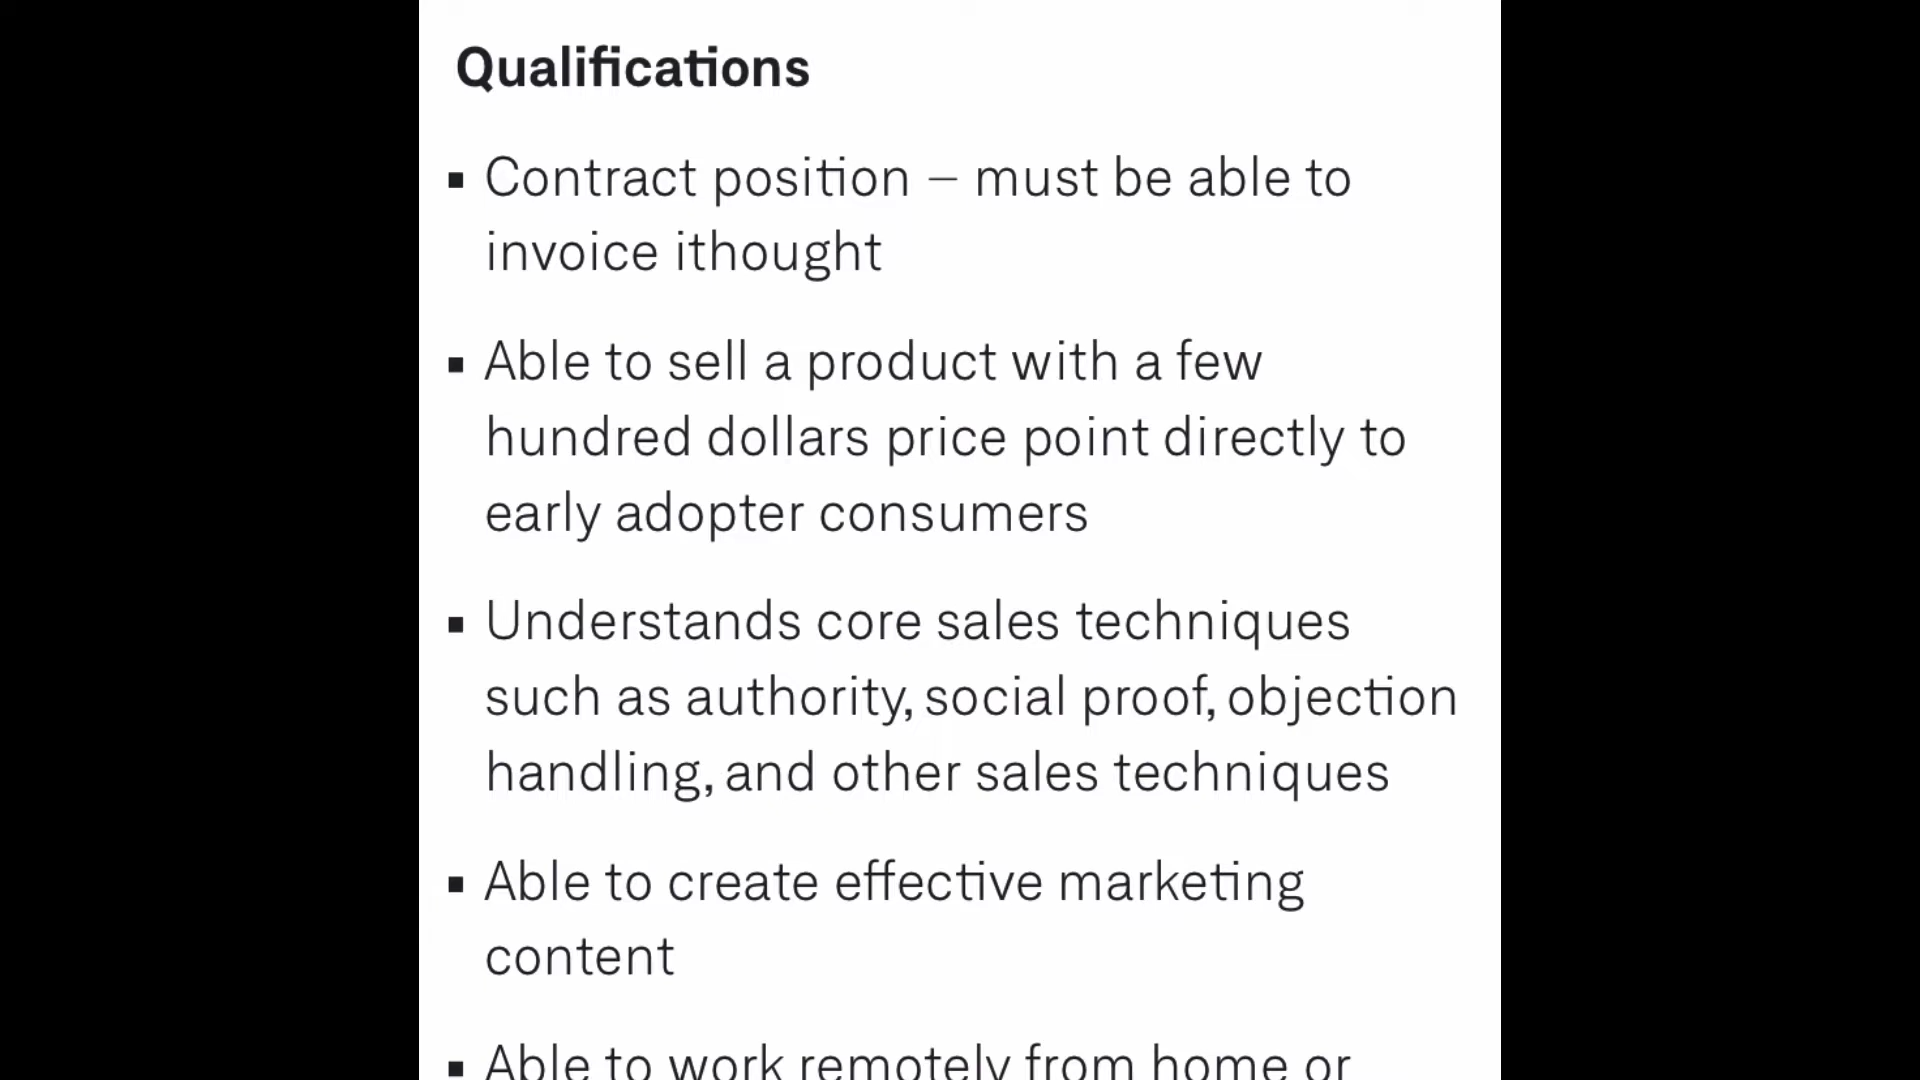 Qualifications
▪ Contract position – must be able to
invoice ithought
▪ Able to sell a product with a few
hundred dollars price point directly to
early adopter consumers
▪ Understands core sales techniques
such as authority, social proof, objection
handling, and other sales techniques
▪ Able to create effective marketing
content
▪ Able to work remotely from home or